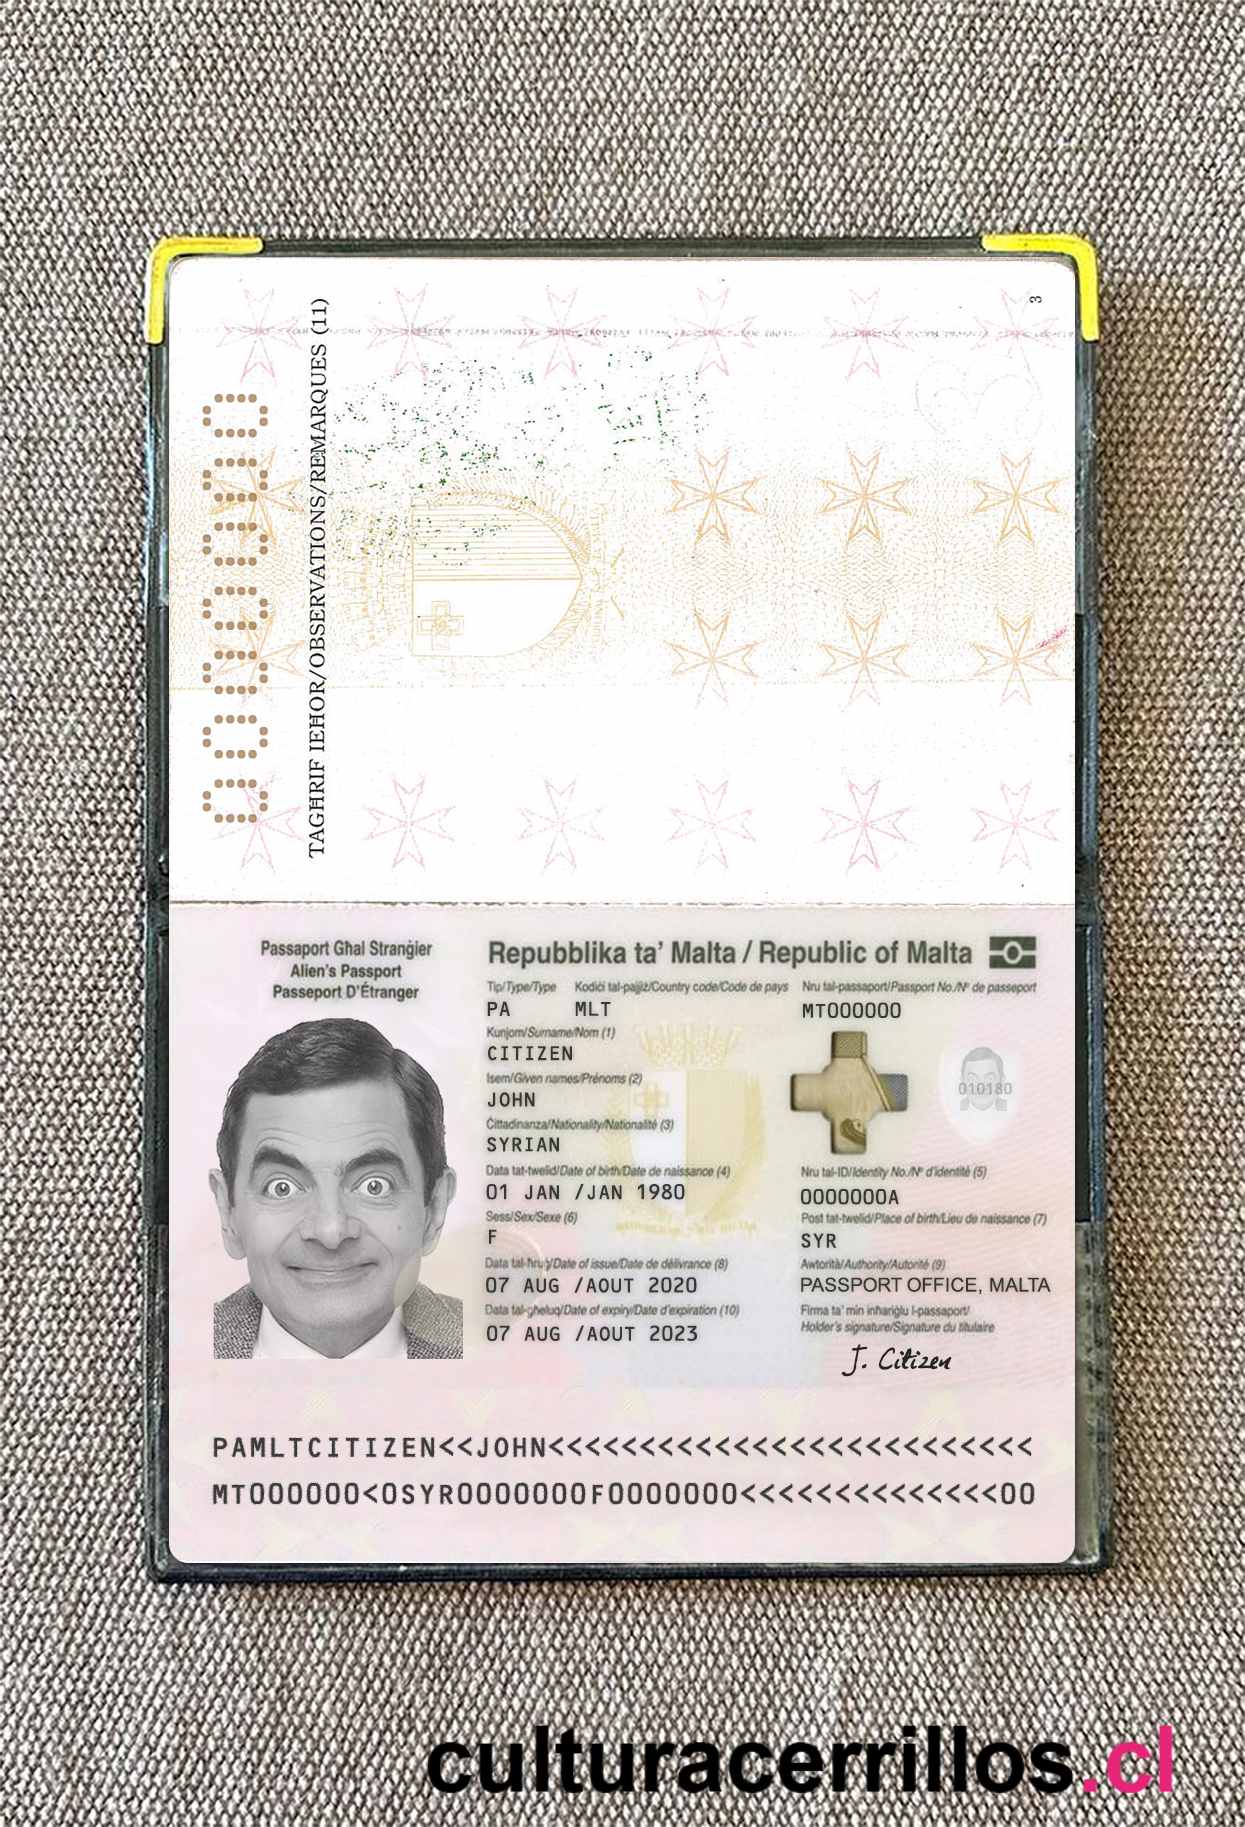 3
0000000
TAGĦRIF IEĦOR/OBSERVATIONS/REMARQUES (11)
Passaport Għal Stranġier
Alien's Passport
Passeport D'Étranger
Repubblika ta' Malta / Republic of Malta
Tip/Type/Type Kodiċi tal-pajjiż/Country code/Code de pays Nru tal-passaport/Passport No./Nº de passeport
PA MLT MT000000
Kunjom/Surname/Nom (1)
CITIZEN
Isem/Given names/Prénoms (2)
JOHN
010180
Ċittadinanza/Nationality/Nationalité (3)
SYRIAN
Data tat-twelid/Date of birth/Date de naissance (4) Nru tal-ID/Identity No./Nº d'identité (5)
01 JAN /JAN 1980 0000000A
Sess/Sex/Sexe (6) Post tat-twelid/Place of birth/Lieu de naissance (7)
F SYR
Data tal-ħruġ/Date of issue/Date de délivrance (8) Awtorità/Authority/Autorité (9)
07 AUG /AOUT 2020 PASSPORT OFFICE, MALTA
Data tal-għeluq/Date of expiry/Date d'expiration (10) Firma ta' min inħariġlu l-passaport/
Holder's signature/Signature du titulaire
07 AUG /AOUT 2023
J. Citizen
PAMLTCITIZEN<<JOHN<<<<<<<<<<<<<<<<<<<<<<<<<<
MT000000<0SYR0000000F0000000<<<<<<<<<<<<<<00
culturacerrillos.cl